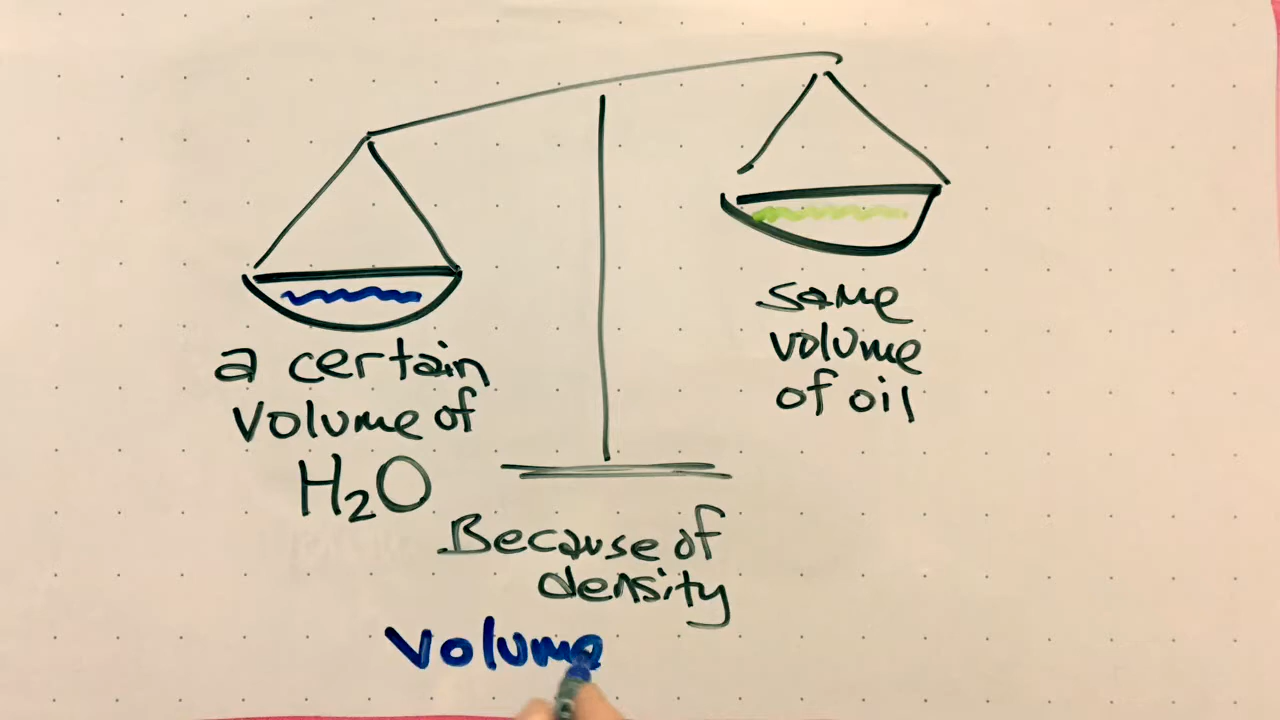 a certain
volume of
H₂O
same
volume
of oil
Because of
density
Volume